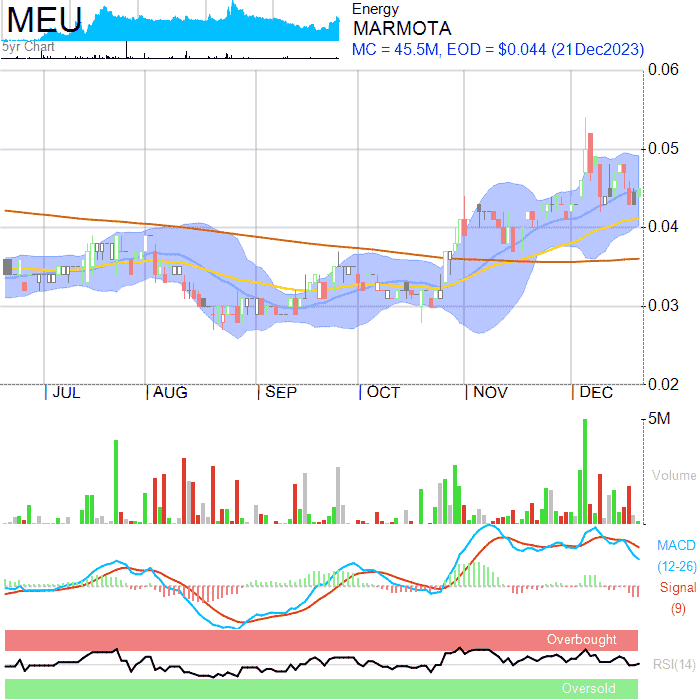 MEU
5yr Chart
Energy
MARMOTA
MC = 45.5M, EOD = $0.044 (21Dec2023)
0.06
0.05
0.04
0.03
0.02
JUL AUG SEP OCT NOV DEC
5M
Volume
MACD
(12-26)
Signal
(9)
Overbought
RSI(14)
Oversold